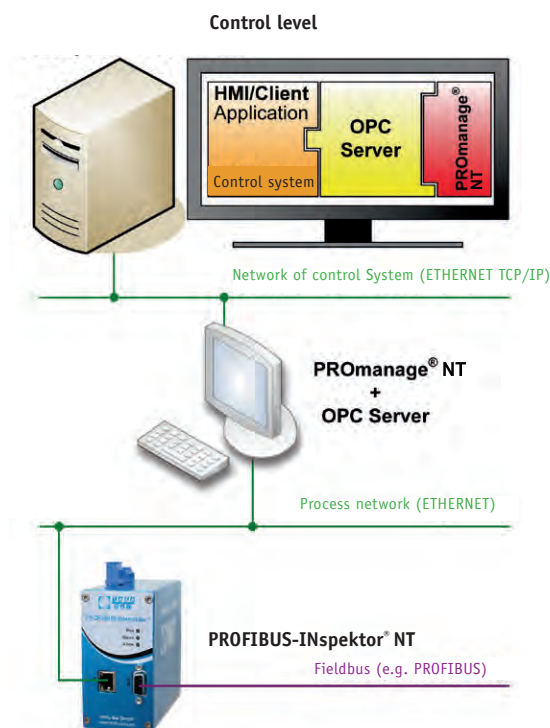 Control level
HMI/Client
Application
Control system
OPC
Server
PROmanage®
NT
Network of control System (ETHERNET TCP/IP)
PROmanage® NT
+
OPC Server
Process network (ETHERNET)
PROFIBUS-INspektor® NT
Fieldbus (e.g. PROFIBUS)